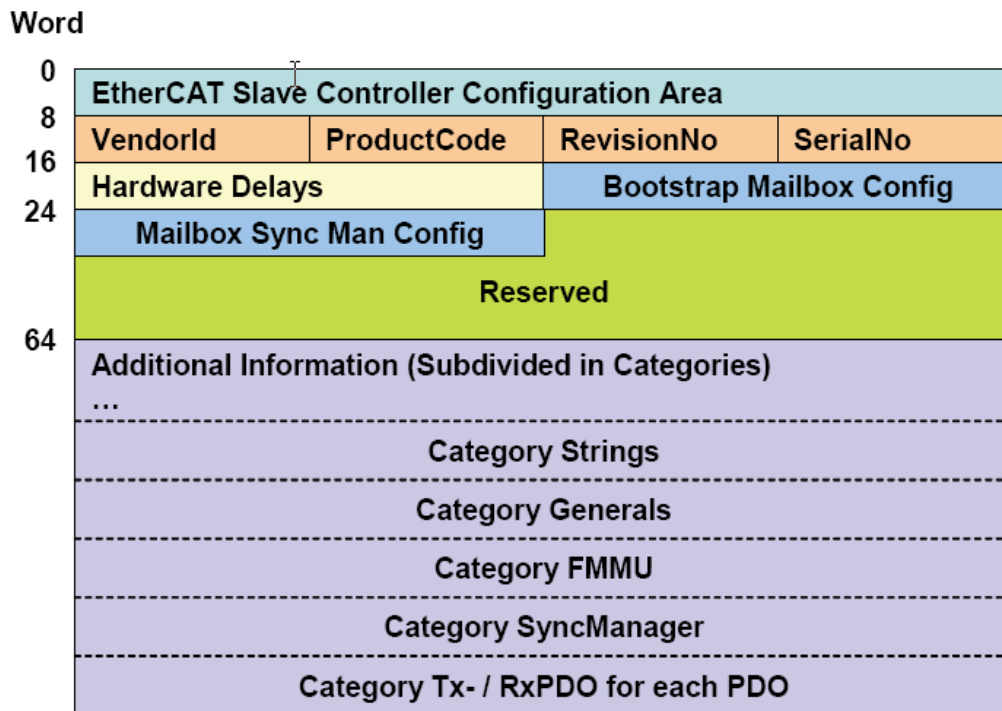 Word
0
EtherCAT Slave Controller Configuration Area
8
VendorId ProductCode RevisionNo SerialNo
16
Hardware Delays Bootstrap Mailbox Config
24
Mailbox Sync Man Config
Reserved
64
Additional Information (Subdivided in Categories)
...
Category Strings
Category Generals
Category FMMU
Category SyncManager
Category Tx- / RxPDO for each PDO